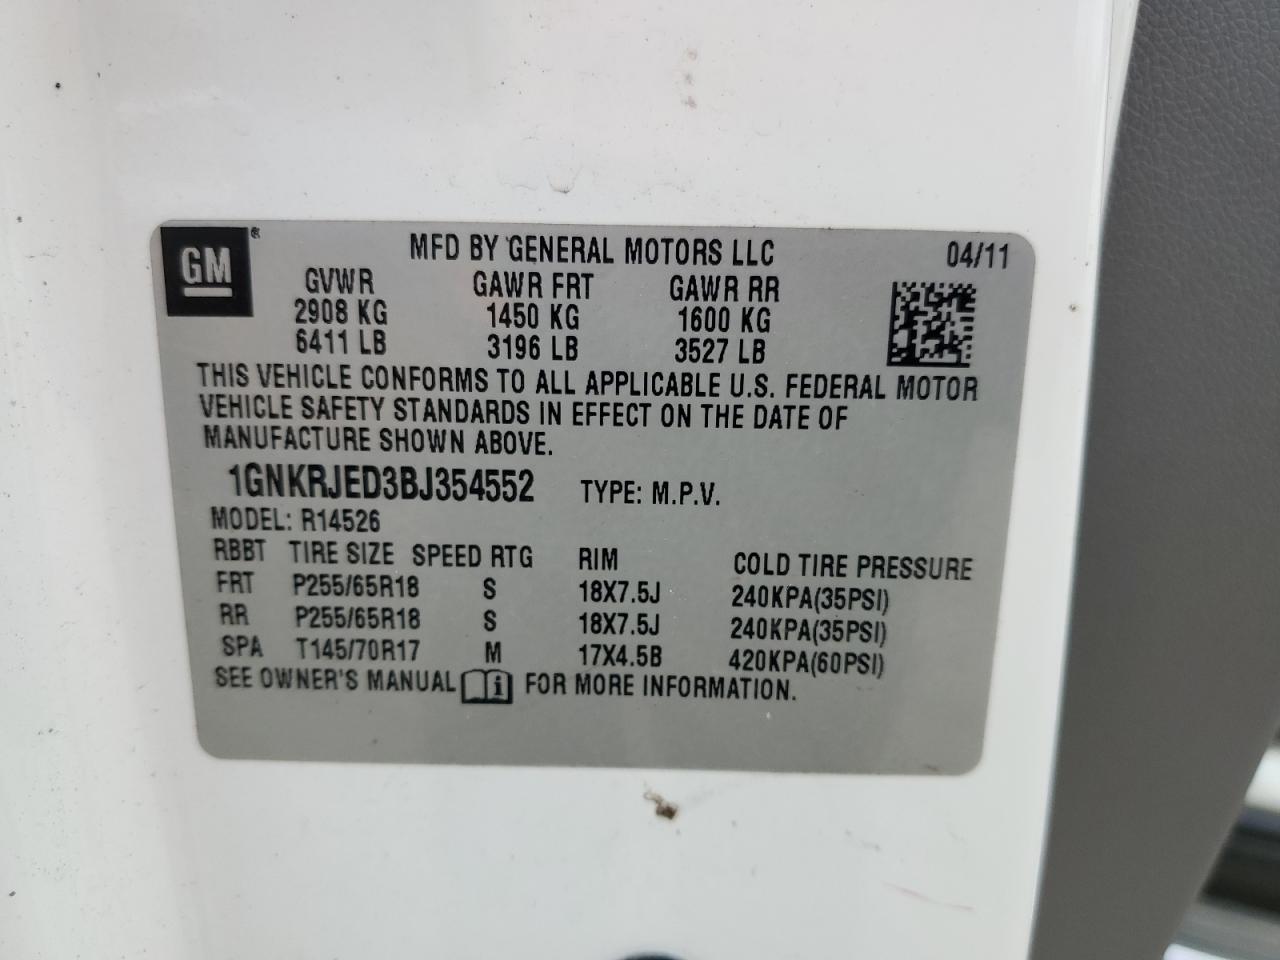 GM® MFD BY GENERAL MOTORS LLC 04/11
GVWR GAWR FRT GAWR RR
2908 KG 1450 KG 1600 KG
6411 LB 3196 LB 3527 LB
THIS VEHICLE CONFORMS TO ALL APPLICABLE U.S. FEDERAL MOTOR
VEHICLE SAFETY STANDARDS IN EFFECT ON THE DATE OF
MANUFACTURE SHOWN ABOVE.
1GNKRJED3BJ354552 TYPE: M.P.V.
MODEL: R14526
RBBT TIRE SIZE SPEED RTG RIM COLD TIRE PRESSURE
FRT P255/65R18 S 18X7.5J 240KPA(35PSI)
RR P255/65R18 S 18X7.5J 240KPA(35PSI)
SPA T145/70R17 M 17X4.5B 420KPA(60PSI)
SEE OWNER'S MANUAL i FOR MORE INFORMATION.